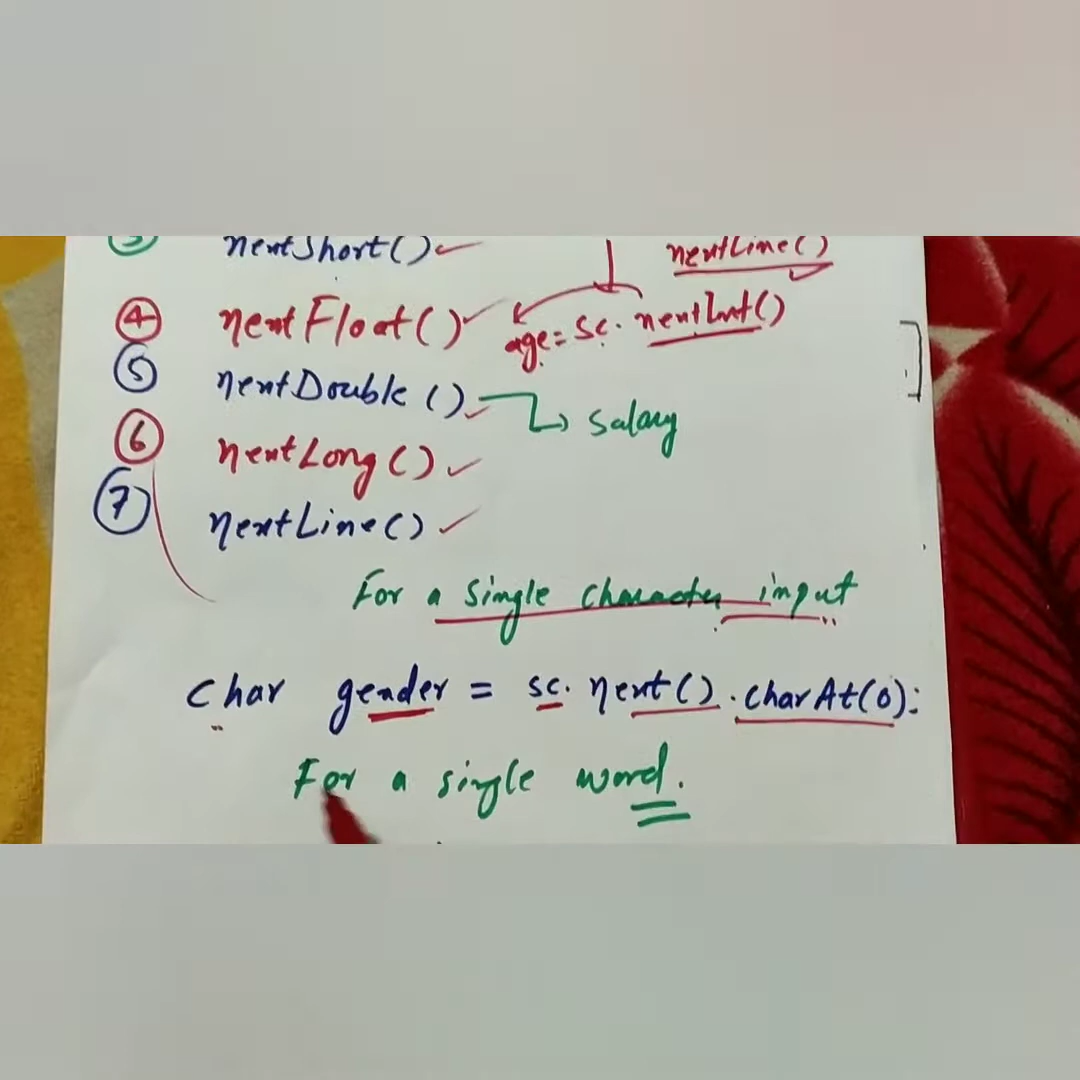 3 nextShort() nextLine()
4 nextFloat() age = sc. nextInt()
5 nextDouble() salary
6 nextLong()
7 nextLine()
For a single character input
char gender = sc. next() . charAt(0):
For a single word.